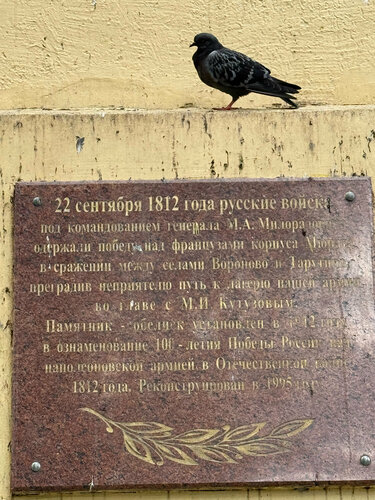 22 сентября 1812 года русские войска
под командованием генерала М.А. Милорадовича
одержали победу над французами корпуса Мюрата
в сражении между селами Вороново и Тарутино,
преградив неприятелю путь к лагерю нашей армии
во главе с М.И Кутузовым.
Памятник - обелиск установлен в 1912 году
в ознаменование 100 - летия Победы России над
наполеоновской армией в Отечественной войне
1812 года. Реконструирован в 1995 году